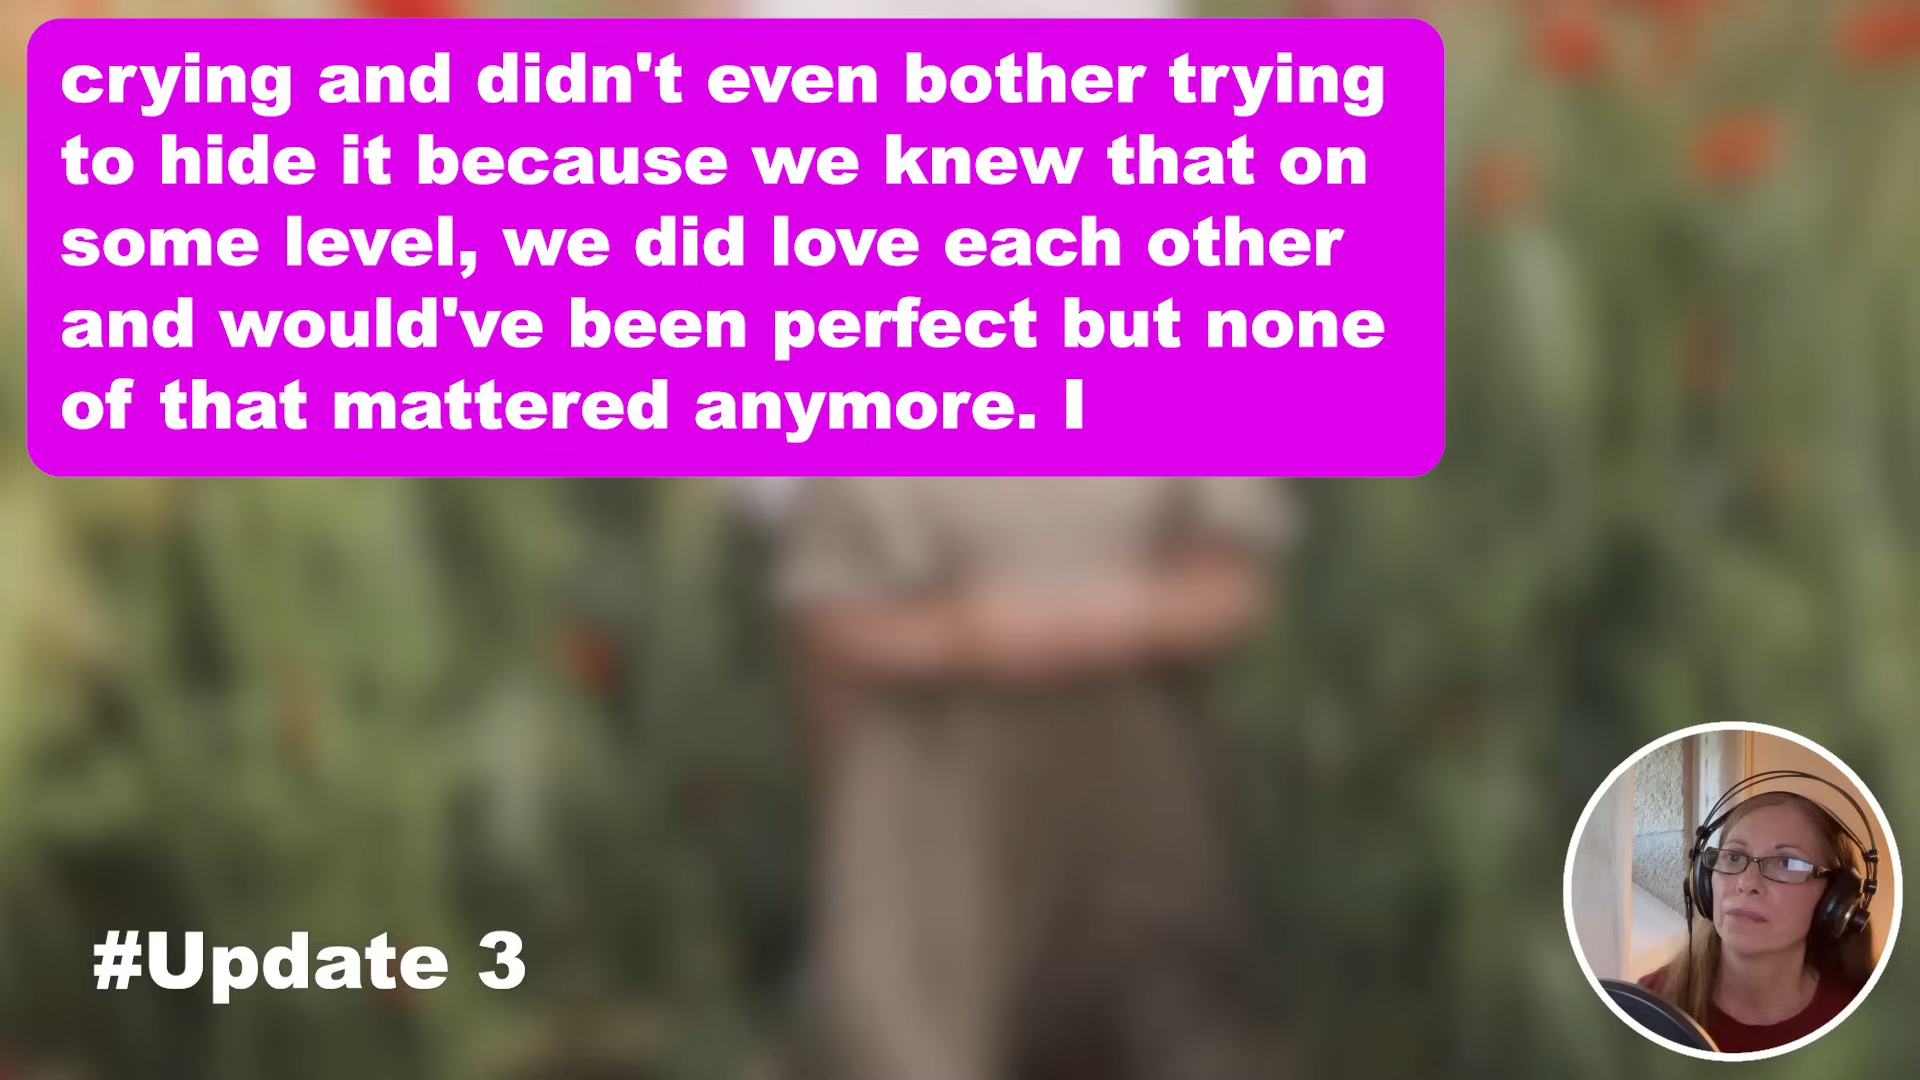 crying and didn't even bother trying
to hide it because we knew that on
some level, we did love each other
and would've been perfect but none
of that mattered anymore. I
#Update 3